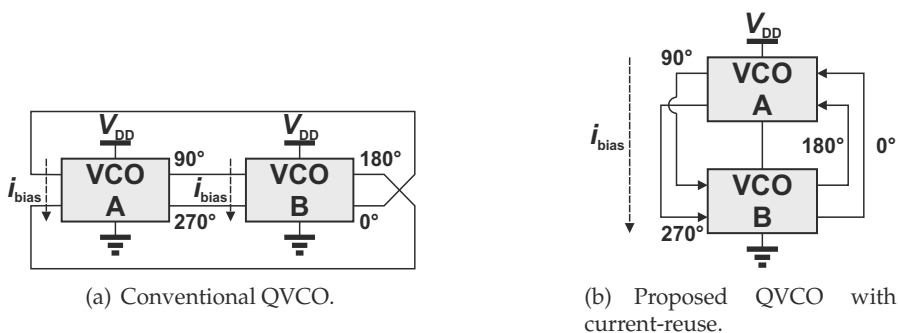 V_DD
V_DD
90°
180°
VCO
A
VCO
B
i_bias
i_bias
270°
0°
(a) Conventional QVCO.
V_DD
90°
VCO
A
i_bias
180°
0°
VCO
B
270°
(b) Proposed QVCO with
current-reuse.